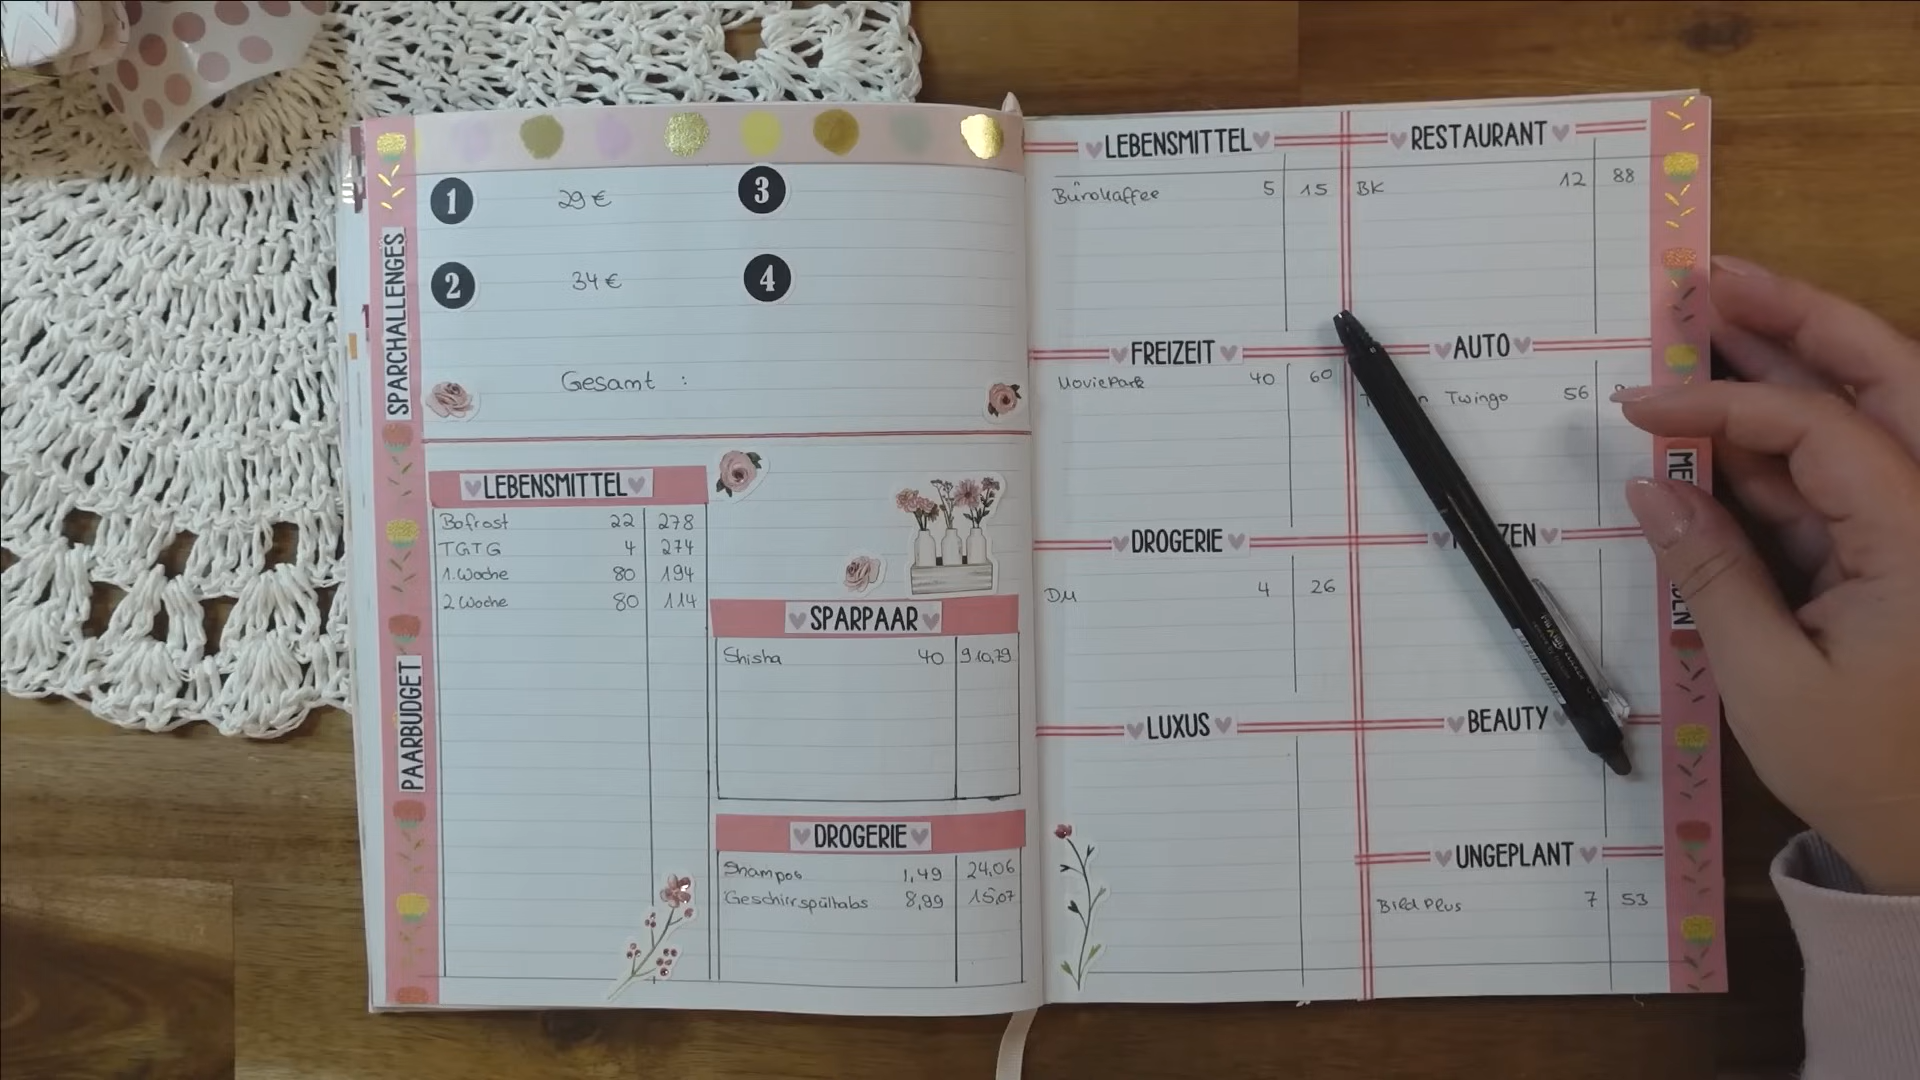 SPARCHALLENGES
1 29€
2 34€
3
4
Gesamt :
PAARBUDGET
LEBENSMITTEL
Bofrost 22 278
TGTG 4 274
1.Woche 80 194
2 Woche 80 114
SPARPAAR
Shisha 40 910,79
DROGERIE
Shampoo 1,49 24,06
Geschirrspültabs 8,99 15,07
LEBENSMITTEL
Bürokaffee 5 15
RESTAURANT
BK 12 88
FREIZEIT
MoviePark 40 60
AUTO
Twingo 56
DROGERIE
DM 4 26
LUXUS
BEAUTY
UNGEPLANT
Bild Plus 7 53